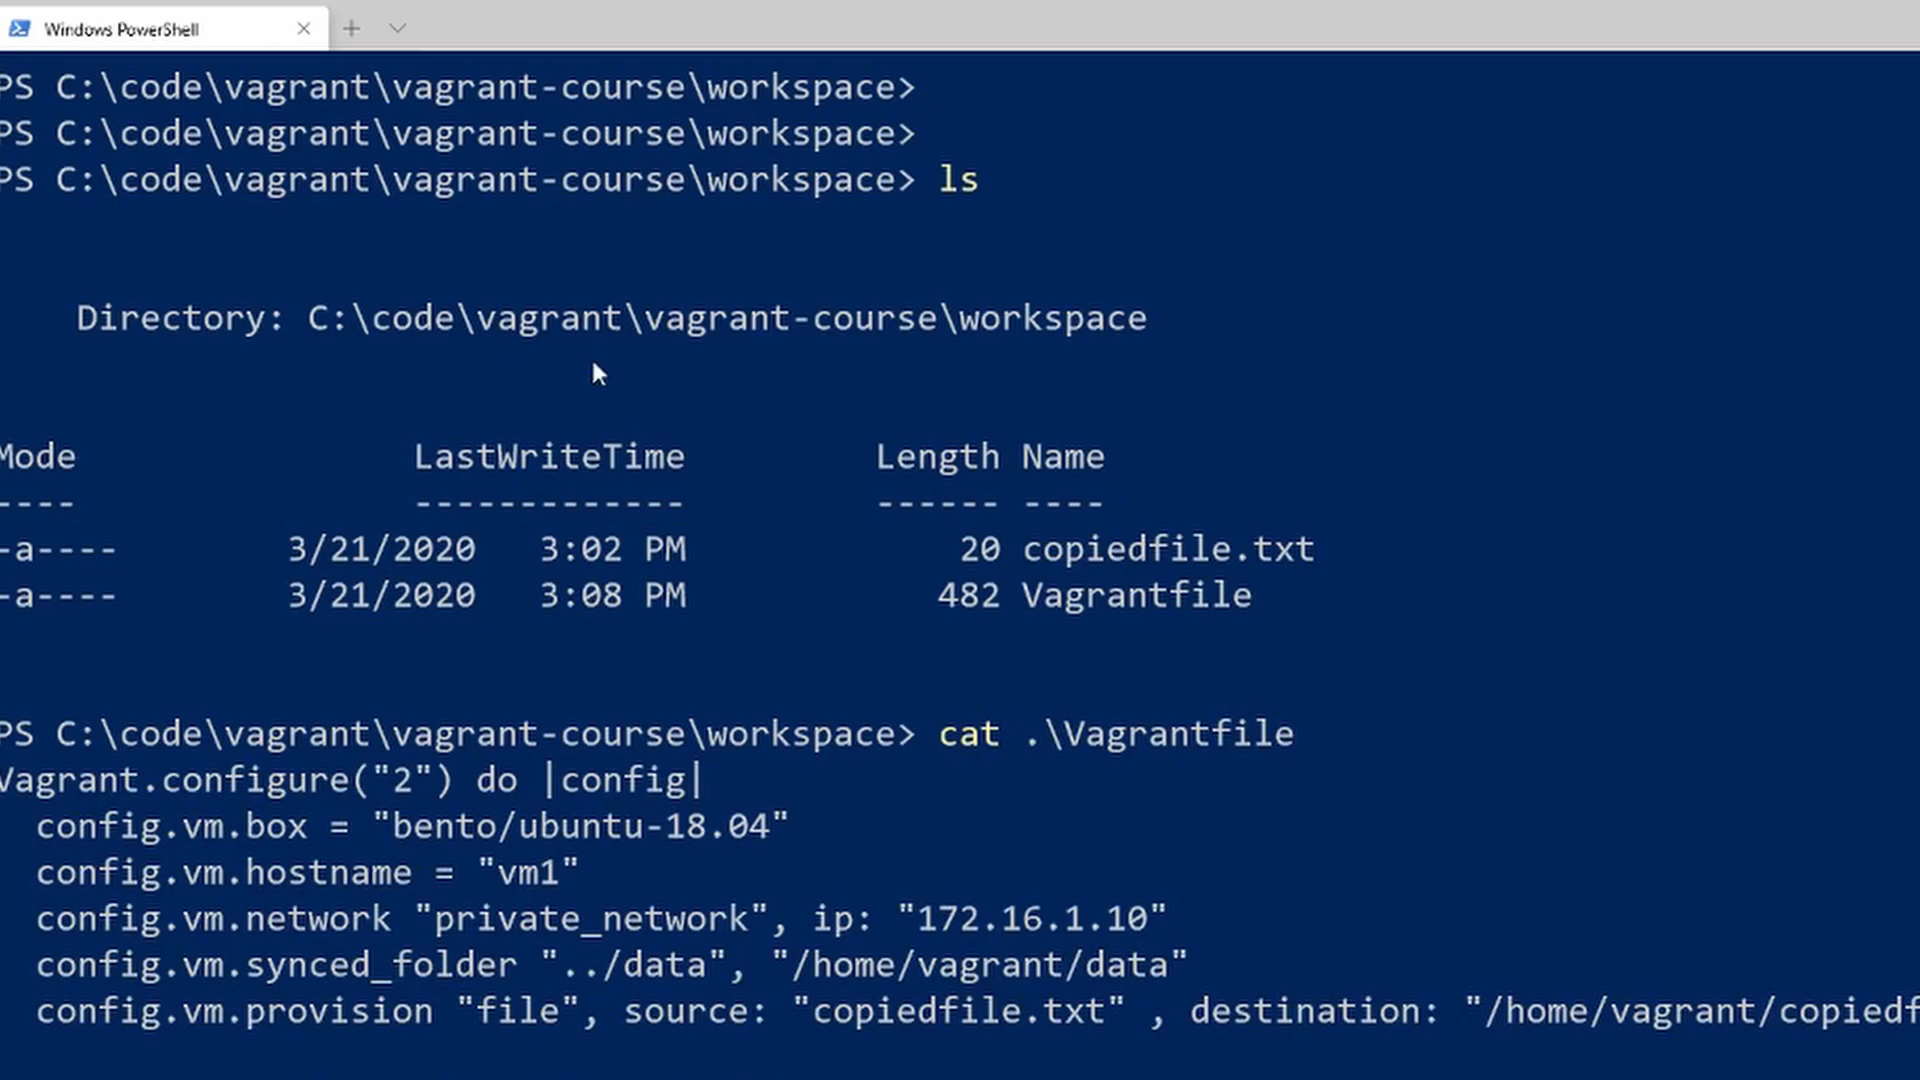 Windows PowerShell
PS C:\code\vagrant\vagrant-course\workspace>
PS C:\code\vagrant\vagrant-course\workspace>
PS C:\code\vagrant\vagrant-course\workspace> ls
Directory: C:\code\vagrant\vagrant-course\workspace
Mode LastWriteTime Length Name
---- ------------- ------ ----
-a---- 3/21/2020 3:02 PM 20 copiedfile.txt
-a---- 3/21/2020 3:08 PM 482 Vagrantfile
PS C:\code\vagrant\vagrant-course\workspace> cat .\Vagrantfile
Vagrant.configure("2") do |config|
config.vm.box = "bento/ubuntu-18.04"
config.vm.hostname = "vm1"
config.vm.network "private_network", ip: "172.16.1.10"
config.vm.synced_folder "../data", "/home/vagrant/data"
config.vm.provision "file", source: "copiedfile.txt" , destination: "/home/vagrant/copiedf